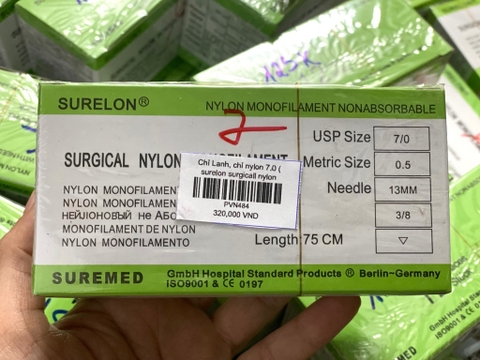 SURELON®
NYLON MONOFILAMENT NONABSORBABLE
2
USP Size 7/0
SURGICAL NYLON
Metric Size 0.5
Needle 13MM
3/8
Length: 75 CM
Chỉ Lanh, chỉ nylon 7.0 (
surelon surgicall nylon
PVN484
320,000 VND
NYLON MONOFILAMENT
NYLON MONOFILAMEN
НЕЙЛОНОВЫЙ не Абс
MONOFILAMENT DE NYLON
NYLON MONOFILAMENTO
SUREMED
GmbH Hospital Standard Products ® Berlin-Germany
ISO9001 & CE 0197